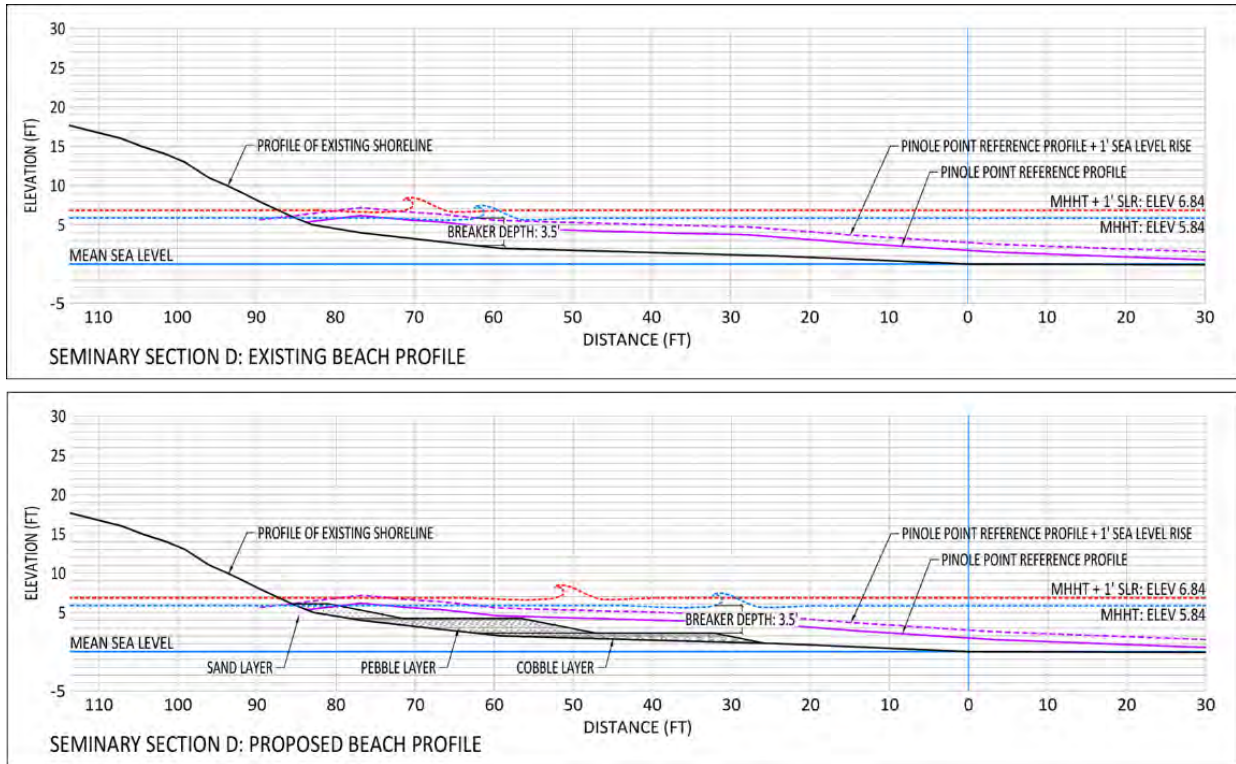 30
25
20
15
10
5
-5
ELEVATION (FT)
PROFILE OF EXISTING SHORELINE
PINOLE POINT REFERENCE PROFILE + 1' SEA LEVEL RISE
PINOLE POINT REFERENCE PROFILE
MHHT + 1' SLR: ELEV 6.84
MHHT: ELEV 5.84
BREAKER DEPTH: 3.5'
MEAN SEA LEVEL
110 100 90 80 70 60 50 40 30 20 10 0 10 20 30
DISTANCE (FT)
SEMINARY SECTION D: EXISTING BEACH PROFILE
30
25
20
15
10
5
-5
ELEVATION (FT)
PROFILE OF EXISTING SHORELINE
PINOLE POINT REFERENCE PROFILE + 1' SEA LEVEL RISE
PINOLE POINT REFERENCE PROFILE
MHHT + 1' SLR: ELEV 6.84
MHHT: ELEV 5.84
BREAKER DEPTH: 3.5'
MEAN SEA LEVEL
SAND LAYER
PEBBLE LAYER
COBBLE LAYER
110 100 90 80 70 60 50 40 30 20 10 0 10 20 30
DISTANCE (FT)
SEMINARY SECTION D: PROPOSED BEACH PROFILE